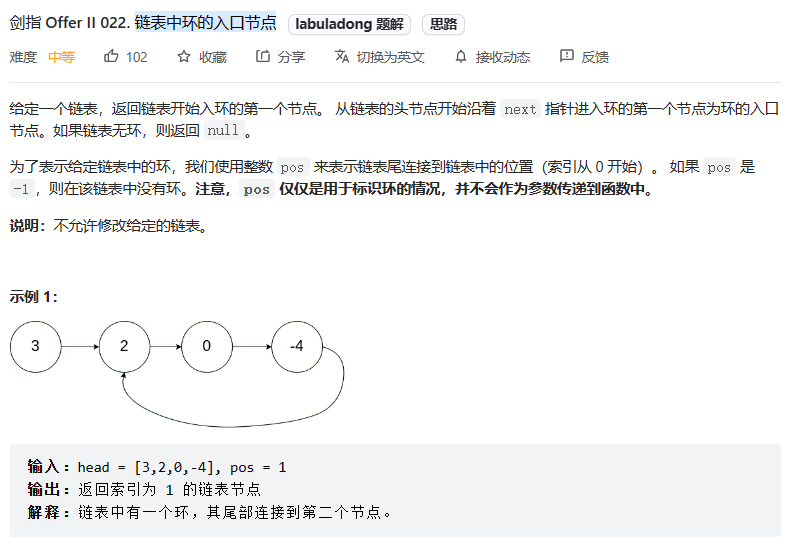 剑指 Offer II 022. 链表中环的入口节点 labuladong 题解 思路
难度 中等 102 收藏 分享 切换为英文 接收动态 反馈
给定一个链表，返回链表开始入环的第一个节点。 从链表的头节点开始沿着 next 指针进入环的第一个节点为环的入口
节点。如果链表无环，则返回 null。
为了表示给定链表中的环，我们使用整数 pos 来表示链表尾连接到链表中的位置（索引从 0 开始）。 如果 pos 是
-1，则在该链表中没有环。注意，pos 仅仅是用于标识环的情况，并不会作为参数传递到函数中。
说明：不允许修改给定的链表。
示例 1：
3 2 0 -4
输入：head = [3,2,0,-4], pos = 1
输出：返回索引为 1 的链表节点
解释：链表中有一个环，其尾部连接到第二个节点。